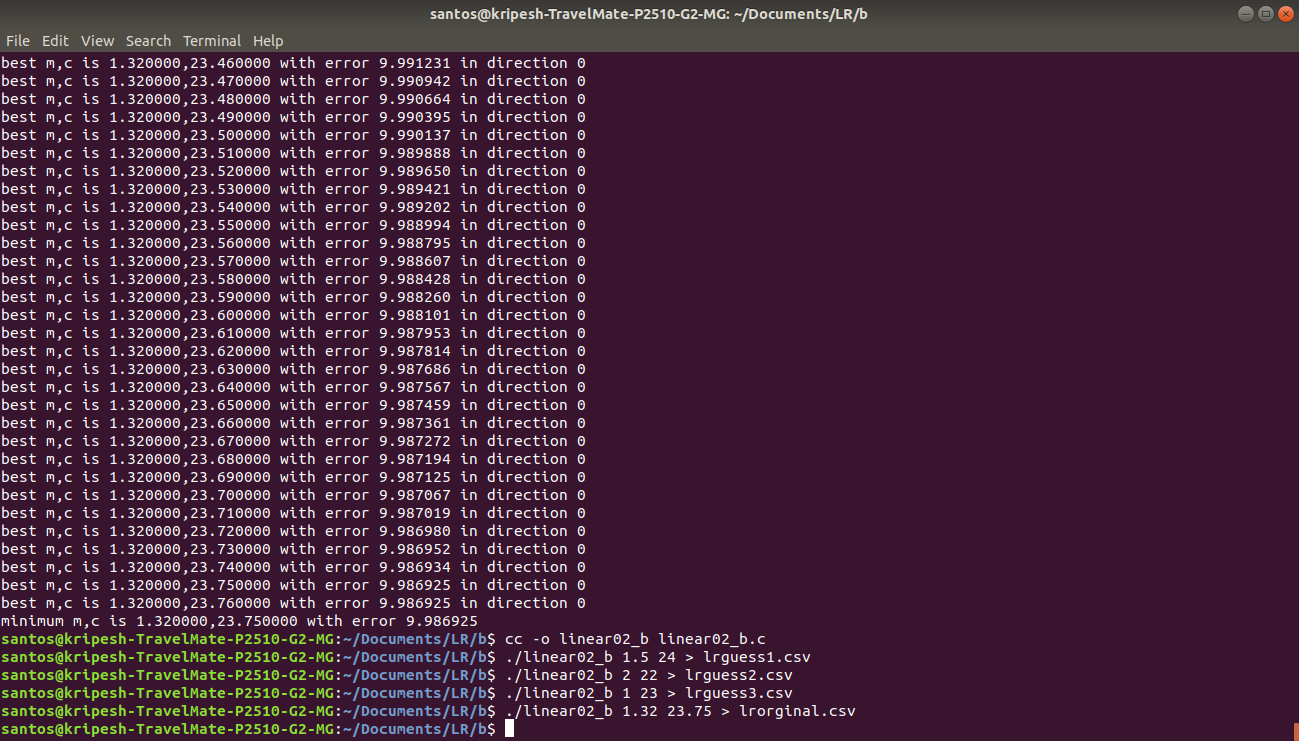 santos@kripesh-TravelMate-P2510-G2-MG: ~/Documents/LR/b
File Edit View Search Terminal Help
best m,c is 1.320000,23.460000 with error 9.991231 in direction 0
best m,c is 1.320000,23.470000 with error 9.990942 in direction 0
best m,c is 1.320000,23.480000 with error 9.990664 in direction 0
best m,c is 1.320000,23.490000 with error 9.990395 in direction 0
best m,c is 1.320000,23.500000 with error 9.990137 in direction 0
best m,c is 1.320000,23.510000 with error 9.989888 in direction 0
best m,c is 1.320000,23.520000 with error 9.989650 in direction 0
best m,c is 1.320000,23.530000 with error 9.989421 in direction 0
best m,c is 1.320000,23.540000 with error 9.989202 in direction 0
best m,c is 1.320000,23.550000 with error 9.988994 in direction 0
best m,c is 1.320000,23.560000 with error 9.988795 in direction 0
best m,c is 1.320000,23.570000 with error 9.988607 in direction 0
best m,c is 1.320000,23.580000 with error 9.988428 in direction 0
best m,c is 1.320000,23.590000 with error 9.988260 in direction 0
best m,c is 1.320000,23.600000 with error 9.988101 in direction 0
best m,c is 1.320000,23.610000 with error 9.987953 in direction 0
best m,c is 1.320000,23.620000 with error 9.987814 in direction 0
best m,c is 1.320000,23.630000 with error 9.987686 in direction 0
best m,c is 1.320000,23.640000 with error 9.987567 in direction 0
best m,c is 1.320000,23.650000 with error 9.987459 in direction 0
best m,c is 1.320000,23.660000 with error 9.987361 in direction 0
best m,c is 1.320000,23.670000 with error 9.987272 in direction 0
best m,c is 1.320000,23.680000 with error 9.987194 in direction 0
best m,c is 1.320000,23.690000 with error 9.987125 in direction 0
best m,c is 1.320000,23.700000 with error 9.987067 in direction 0
best m,c is 1.320000,23.710000 with error 9.987019 in direction 0
best m,c is 1.320000,23.720000 with error 9.986980 in direction 0
best m,c is 1.320000,23.730000 with error 9.986952 in direction 0
best m,c is 1.320000,23.740000 with error 9.986934 in direction 0
best m,c is 1.320000,23.750000 with error 9.986925 in direction 0
best m,c is 1.320000,23.760000 with error 9.986925 in direction 0
minimum m,c is 1.320000,23.750000 with error 9.986925
santos@kripesh-TravelMate-P2510-G2-MG:~/Documents/LR/b$ cc -o linear02_b linear02_b.c
santos@kripesh-TravelMate-P2510-G2-MG:~/Documents/LR/b$ ./linear02_b 1.5 24 > lrguess1.csv
santos@kripesh-TravelMate-P2510-G2-MG:~/Documents/LR/b$ ./linear02_b 2 22 > lrguess2.csv
santos@kripesh-TravelMate-P2510-G2-MG:~/Documents/LR/b$ ./linear02_b 1 23 > lrguess3.csv
santos@kripesh-TravelMate-P2510-G2-MG:~/Documents/LR/b$ ./linear02_b 1.32 23.75 > lrorginal.csv
santos@kripesh-TravelMate-P2510-G2-MG:~/Documents/LR/b$